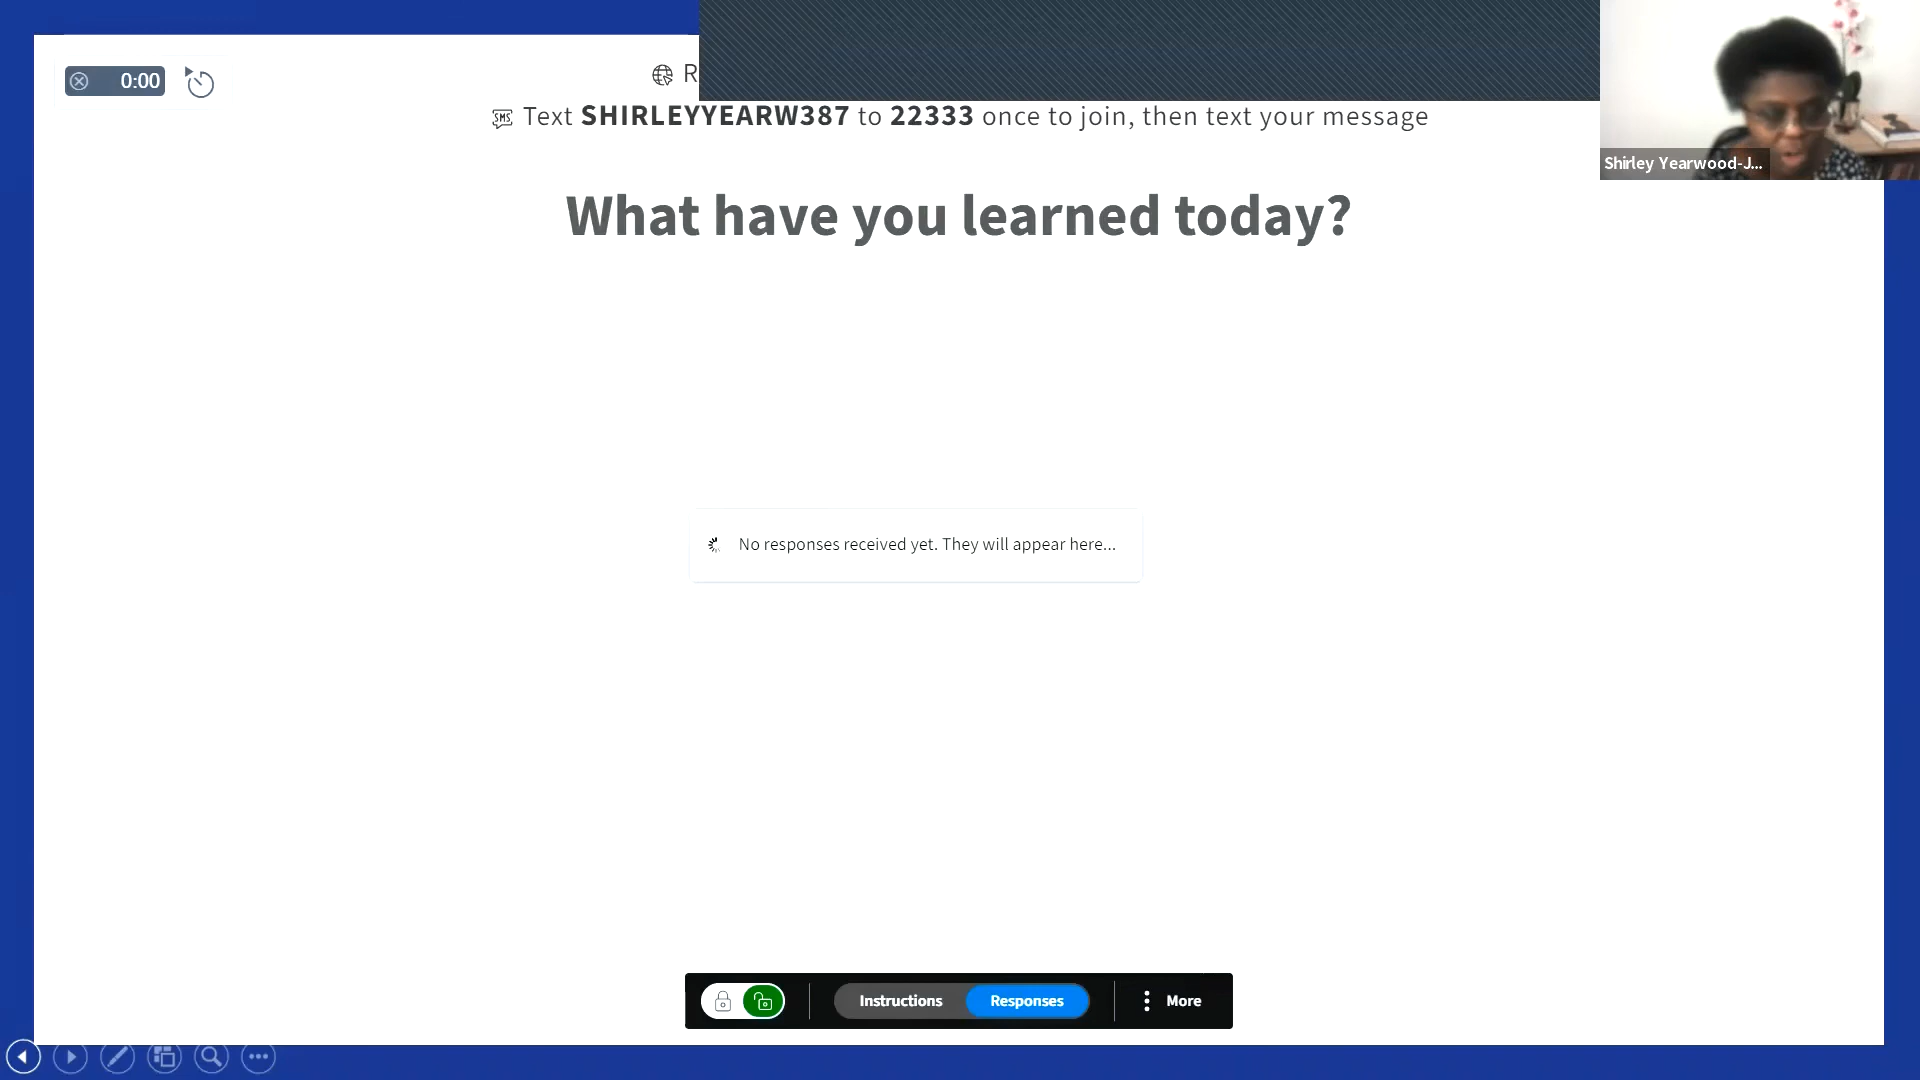 0:00
R
SMS Text SHIRLEYYEARW387 to 22333 once to join, then text your message
Shirley Yearwood-J...
What have you learned today?
No responses received yet. They will appear here...
Instructions
Responses
More